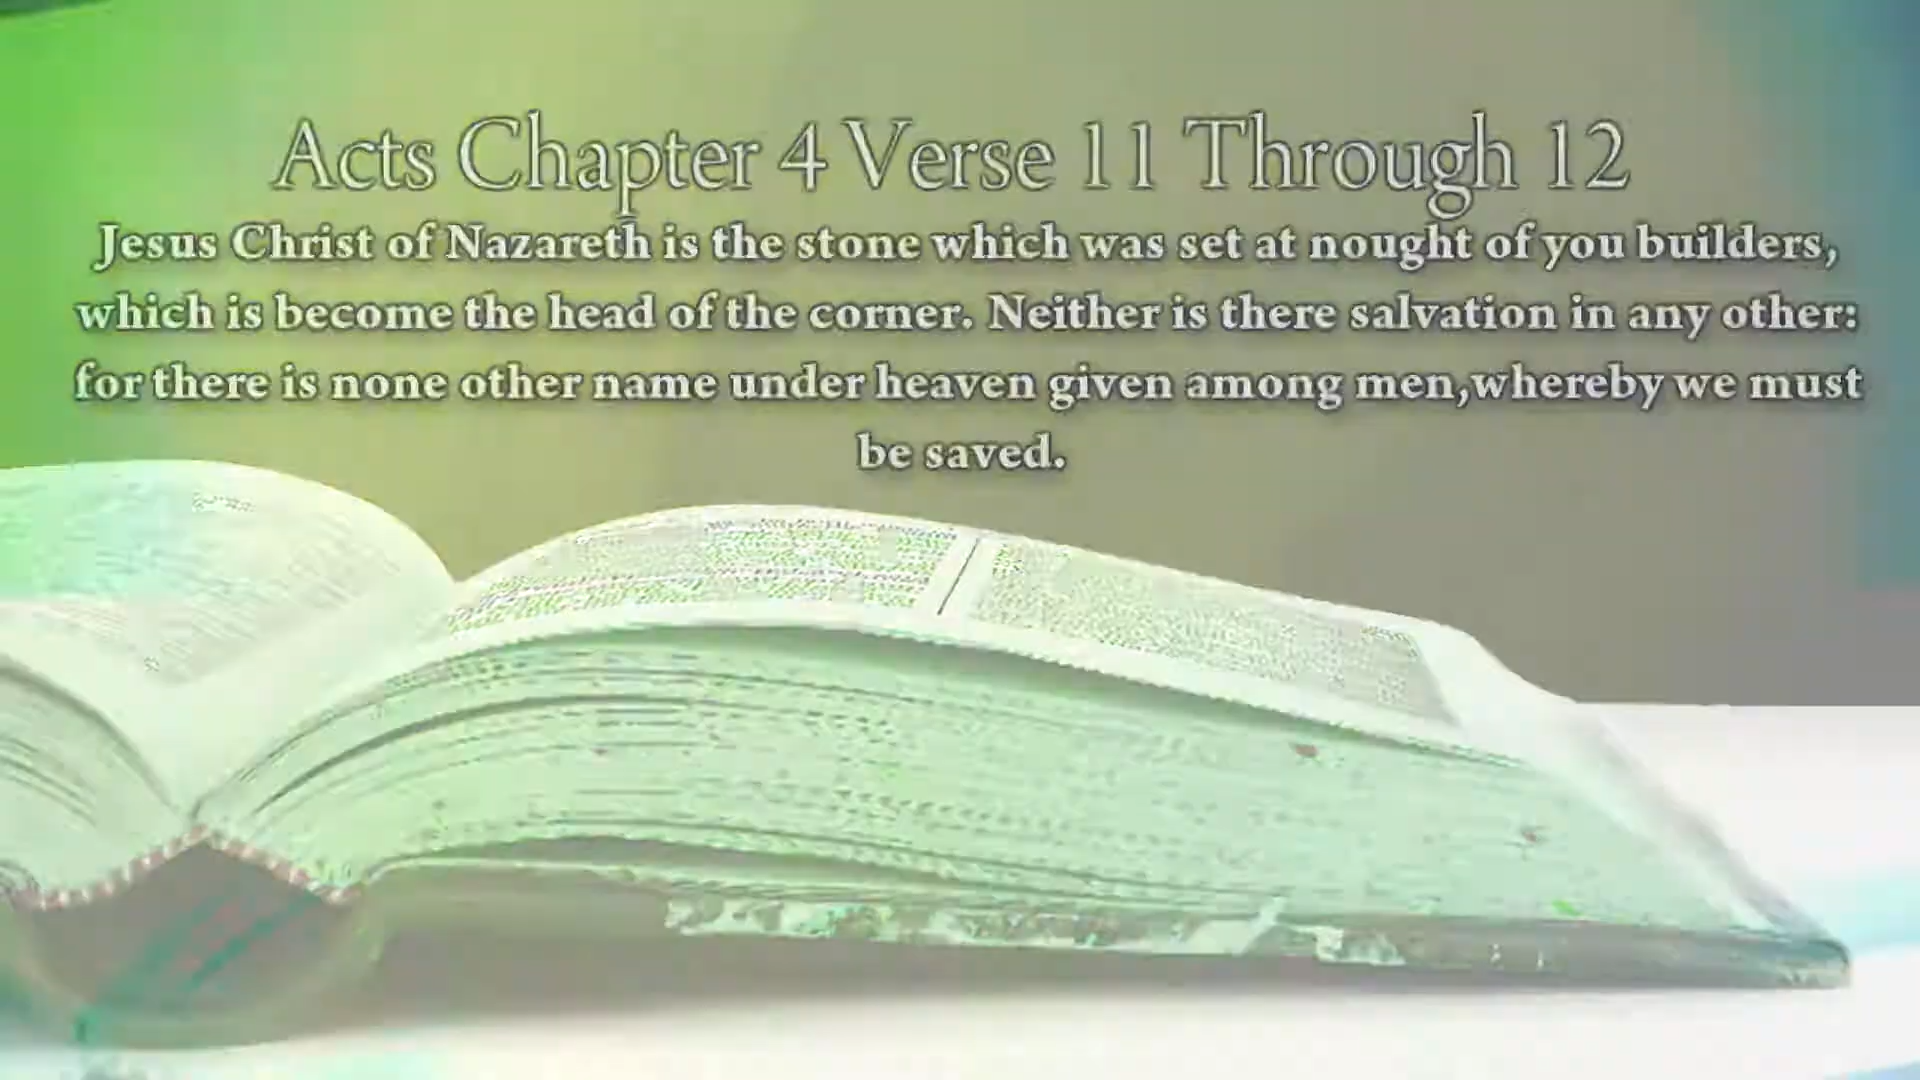 Acts Chapter 4 Verse 11 Through 12
Jesus Christ of Nazareth is the stone which was set at nought of you builders,
which is become the head of the corner. Neither is there salvation in any other:
for there is none other name under heaven given among men,whereby we must
be saved.